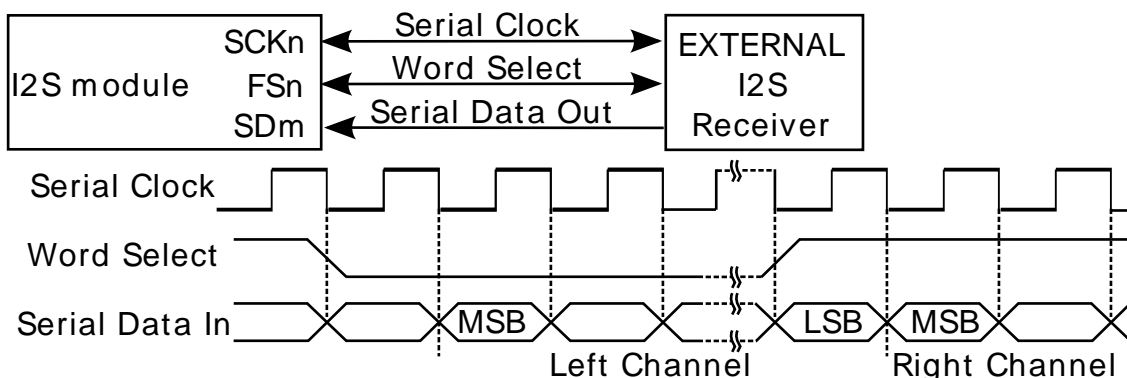 I2S module
SCKn
FSn
SDm
Serial Clock
Word Select
Serial Data Out
EXTERNAL
I2S
Receiver
Serial Clock
Word Select
Serial Data In
MSB
LSB
MSB
Left Channel
Right Channel